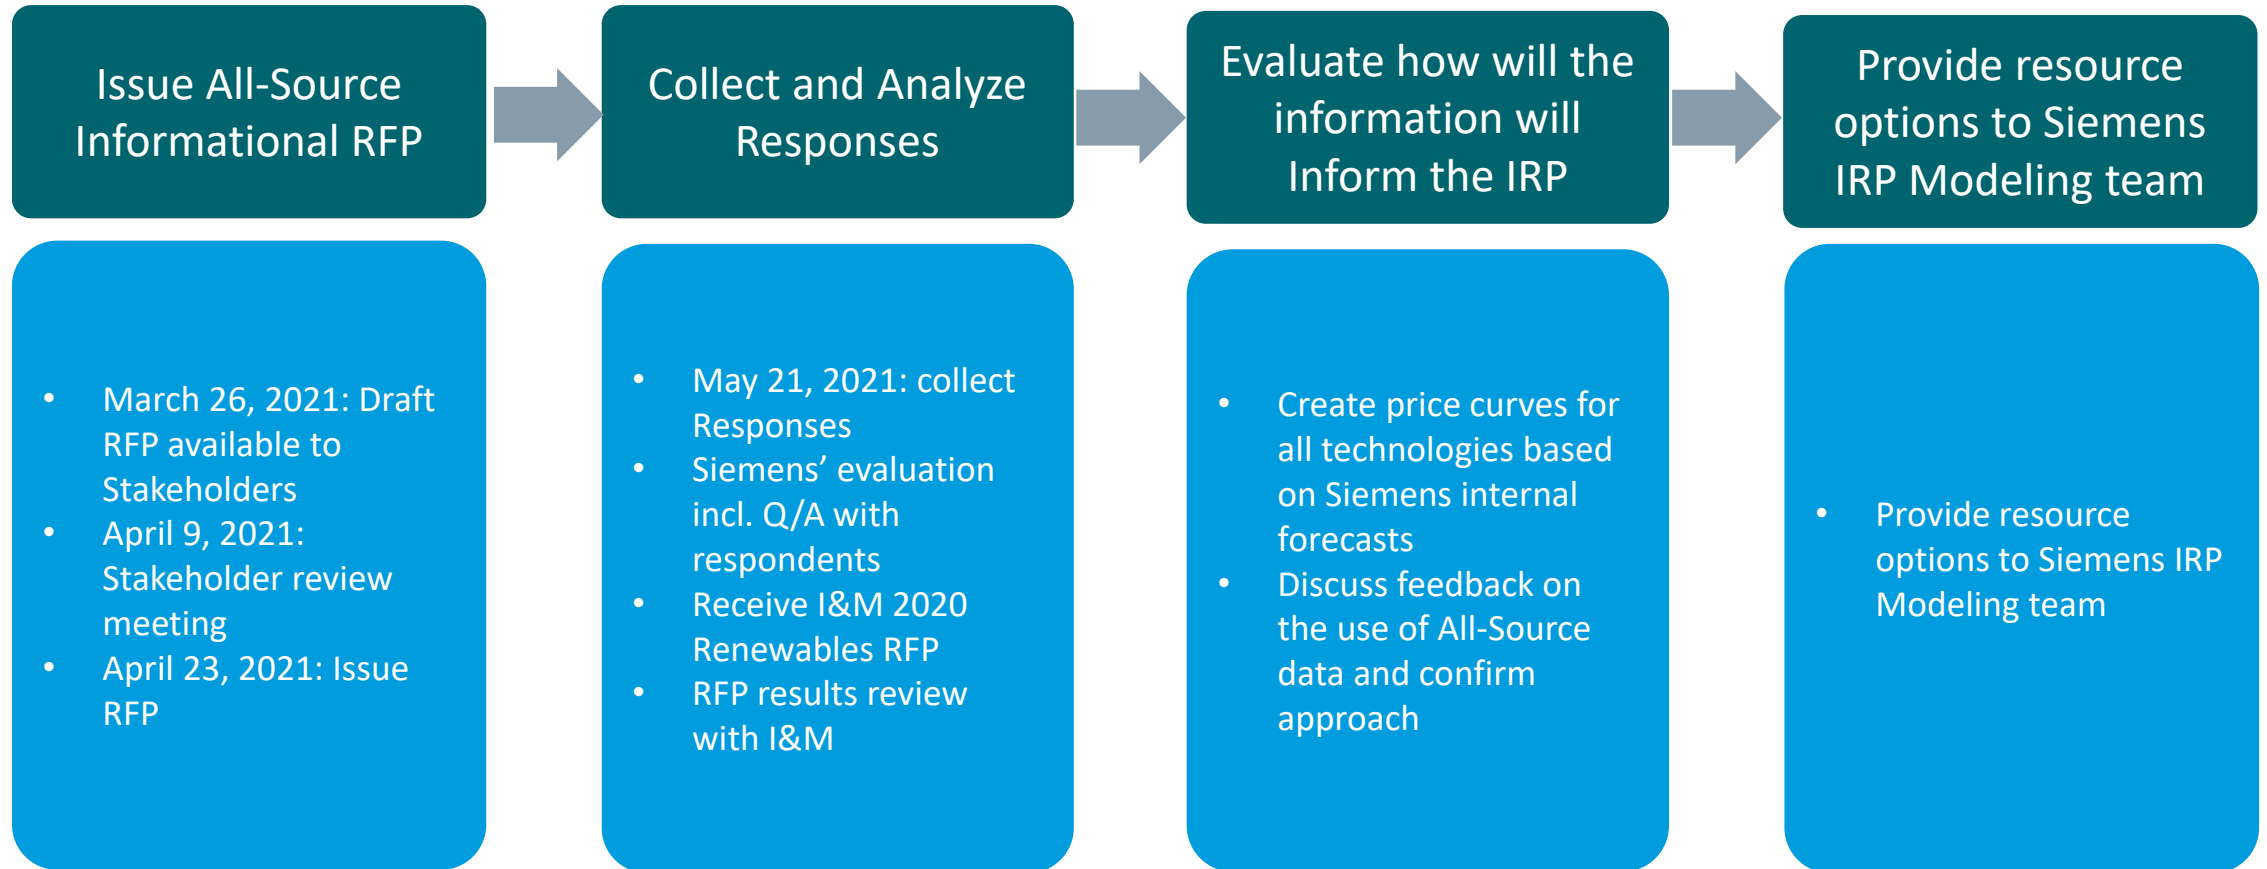 Issue All-Source
Informational RFP
Collect and Analyze
Responses
Evaluate how will the
information will
Inform the IRP
Provide resource
options to Siemens
IRP Modeling team
• March 26, 2021: Draft
RFP available to
Stakeholders
• April 9, 2021:
Stakeholder review
meeting
• April 23, 2021: Issue
RFP
• May 21, 2021: collect
Responses
• Siemens’ evaluation
incl. Q/A with
respondents
• Receive I&M 2020
Renewables RFP
• RFP results review
with I&M
• Create price curves for
all technologies based
on Siemens internal
forecasts
• Discuss feedback on
the use of All-Source
data and confirm
approach
• Provide resource
options to Siemens IRP
Modeling team